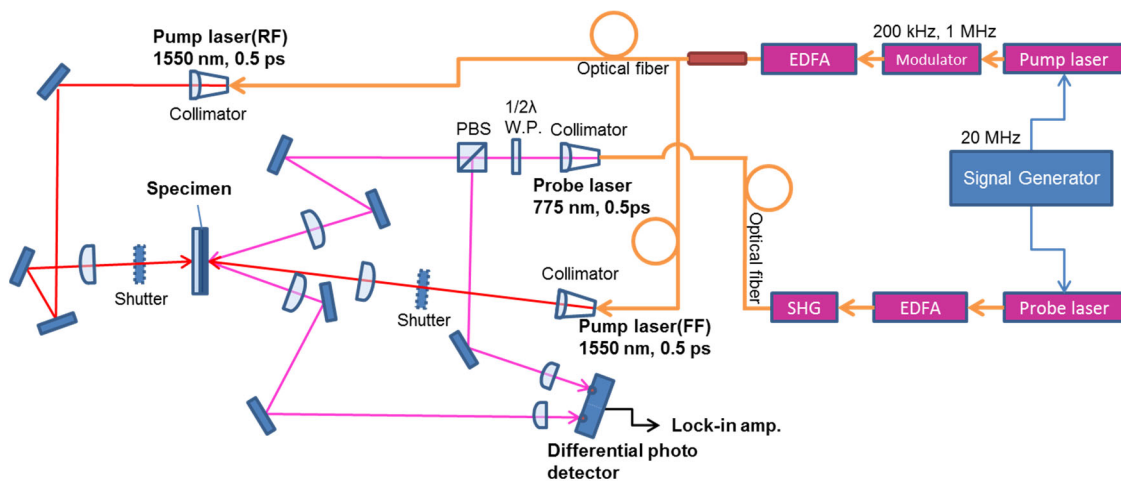 Pump laser(RF)
1550 nm, 0.5 ps
Collimator
Optical fiber
EDFA
200 kHz, 1 MHz
Modulator
Pump laser
20 MHz
Signal Generator
PBS
1/2λ
W.P.
Collimator
Probe laser
775 nm, 0.5ps
Optical fiber
Specimen
Shutter
Shutter
Collimator
Pump laser(FF)
1550 nm, 0.5 ps
SHG
EDFA
Probe laser
Lock-in amp.
Differential photo
detector